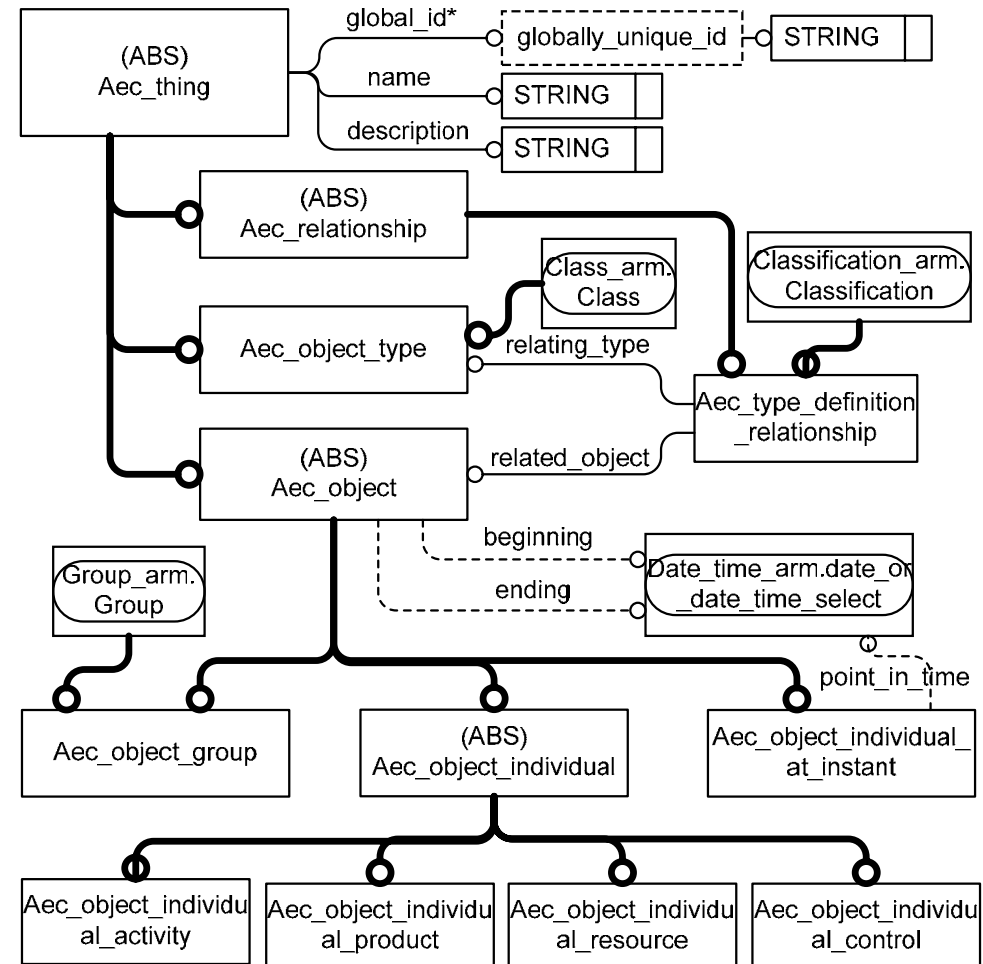 global_id*
(ABS)
Aec_thing
globally_unique_id
STRING
name
STRING
description
STRING
(ABS)
Aec_relationship
Class_arm.
Class
Classification_arm.
Classification
Aec_object_type
relating_type
Aec_type_definition
_relationship
(ABS)
Aec_object
related_object
beginning
ending
Date_time_arm.date_or
_date_time_select
Group_arm.
Group
point_in_time
Aec_object_group
(ABS)
Aec_object_individual
Aec_object_individual_
at_instant
Aec_object_individu
al_activity
Aec_object_individu
al_product
Aec_object_individu
al_resource
Aec_object_individu
al_control